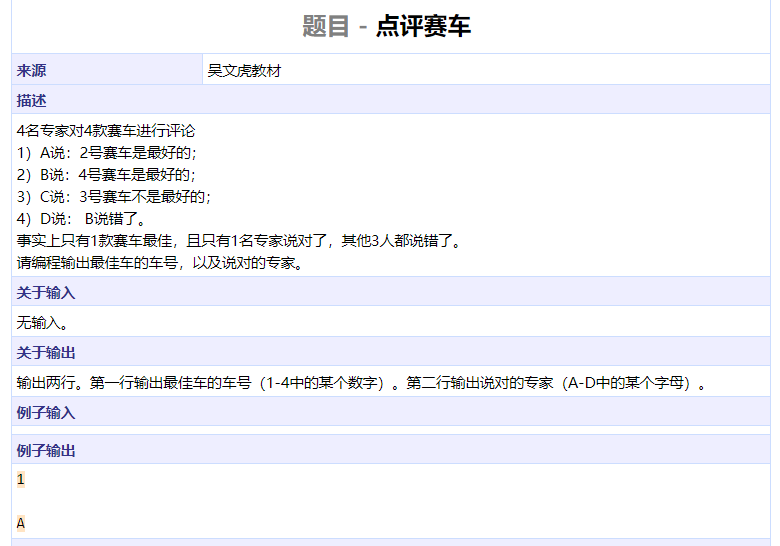 题目 - 点评赛车
来源 吴文虎教材
描述
4名专家对4款赛车进行评论
1）A说：2号赛车是最好的；
2）B说：4号赛车是最好的；
3）C说：3号赛车不是最好的；
4）D说： B说错了。
事实上只有1款赛车最佳，且只有1名专家说对了，其他3人都说错了。
请编程输出最佳车的车号，以及说对的专家。
关于输入
无输入。
关于输出
输出两行。第一行输出最佳车的车号（1-4中的某个数字）。第二行输出说对的专家（A-D中的某个字母）。
例子输入
例子输出
1
A